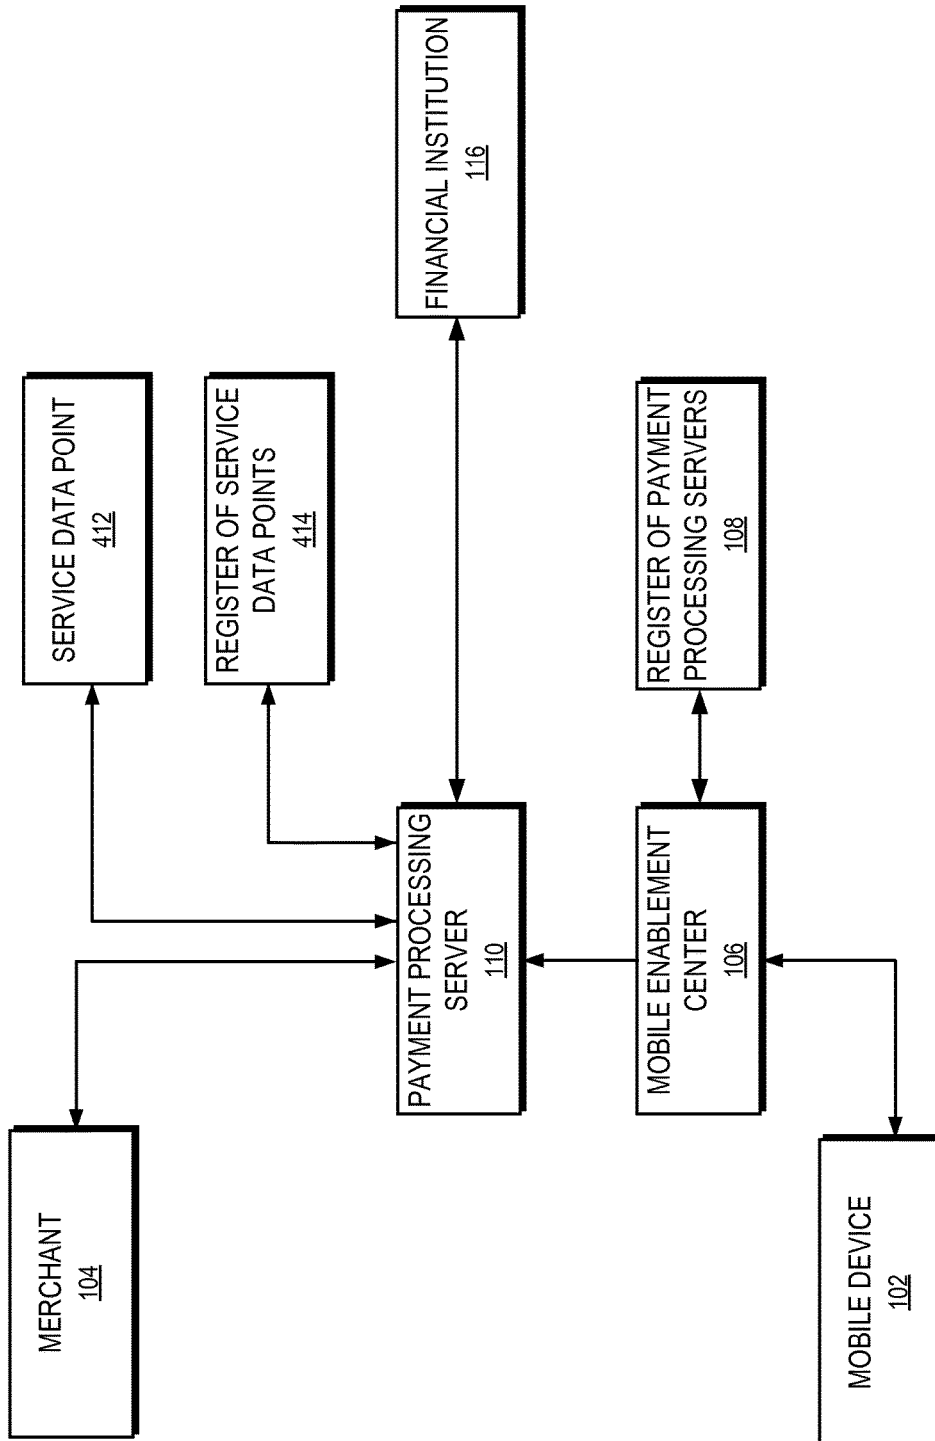 MERCHANT
104
SERVICE DATA POINT
412
REGISTER OF SERVICE
DATA POINTS
414
PAYMENT PROCESSING
SERVER
110
FINANCIAL INSTITUTION
116
MOBILE ENABLEMENT
CENTER
106
REGISTER OF PAYMENT
PROCESSING SERVERS
108
MOBILE DEVICE
102